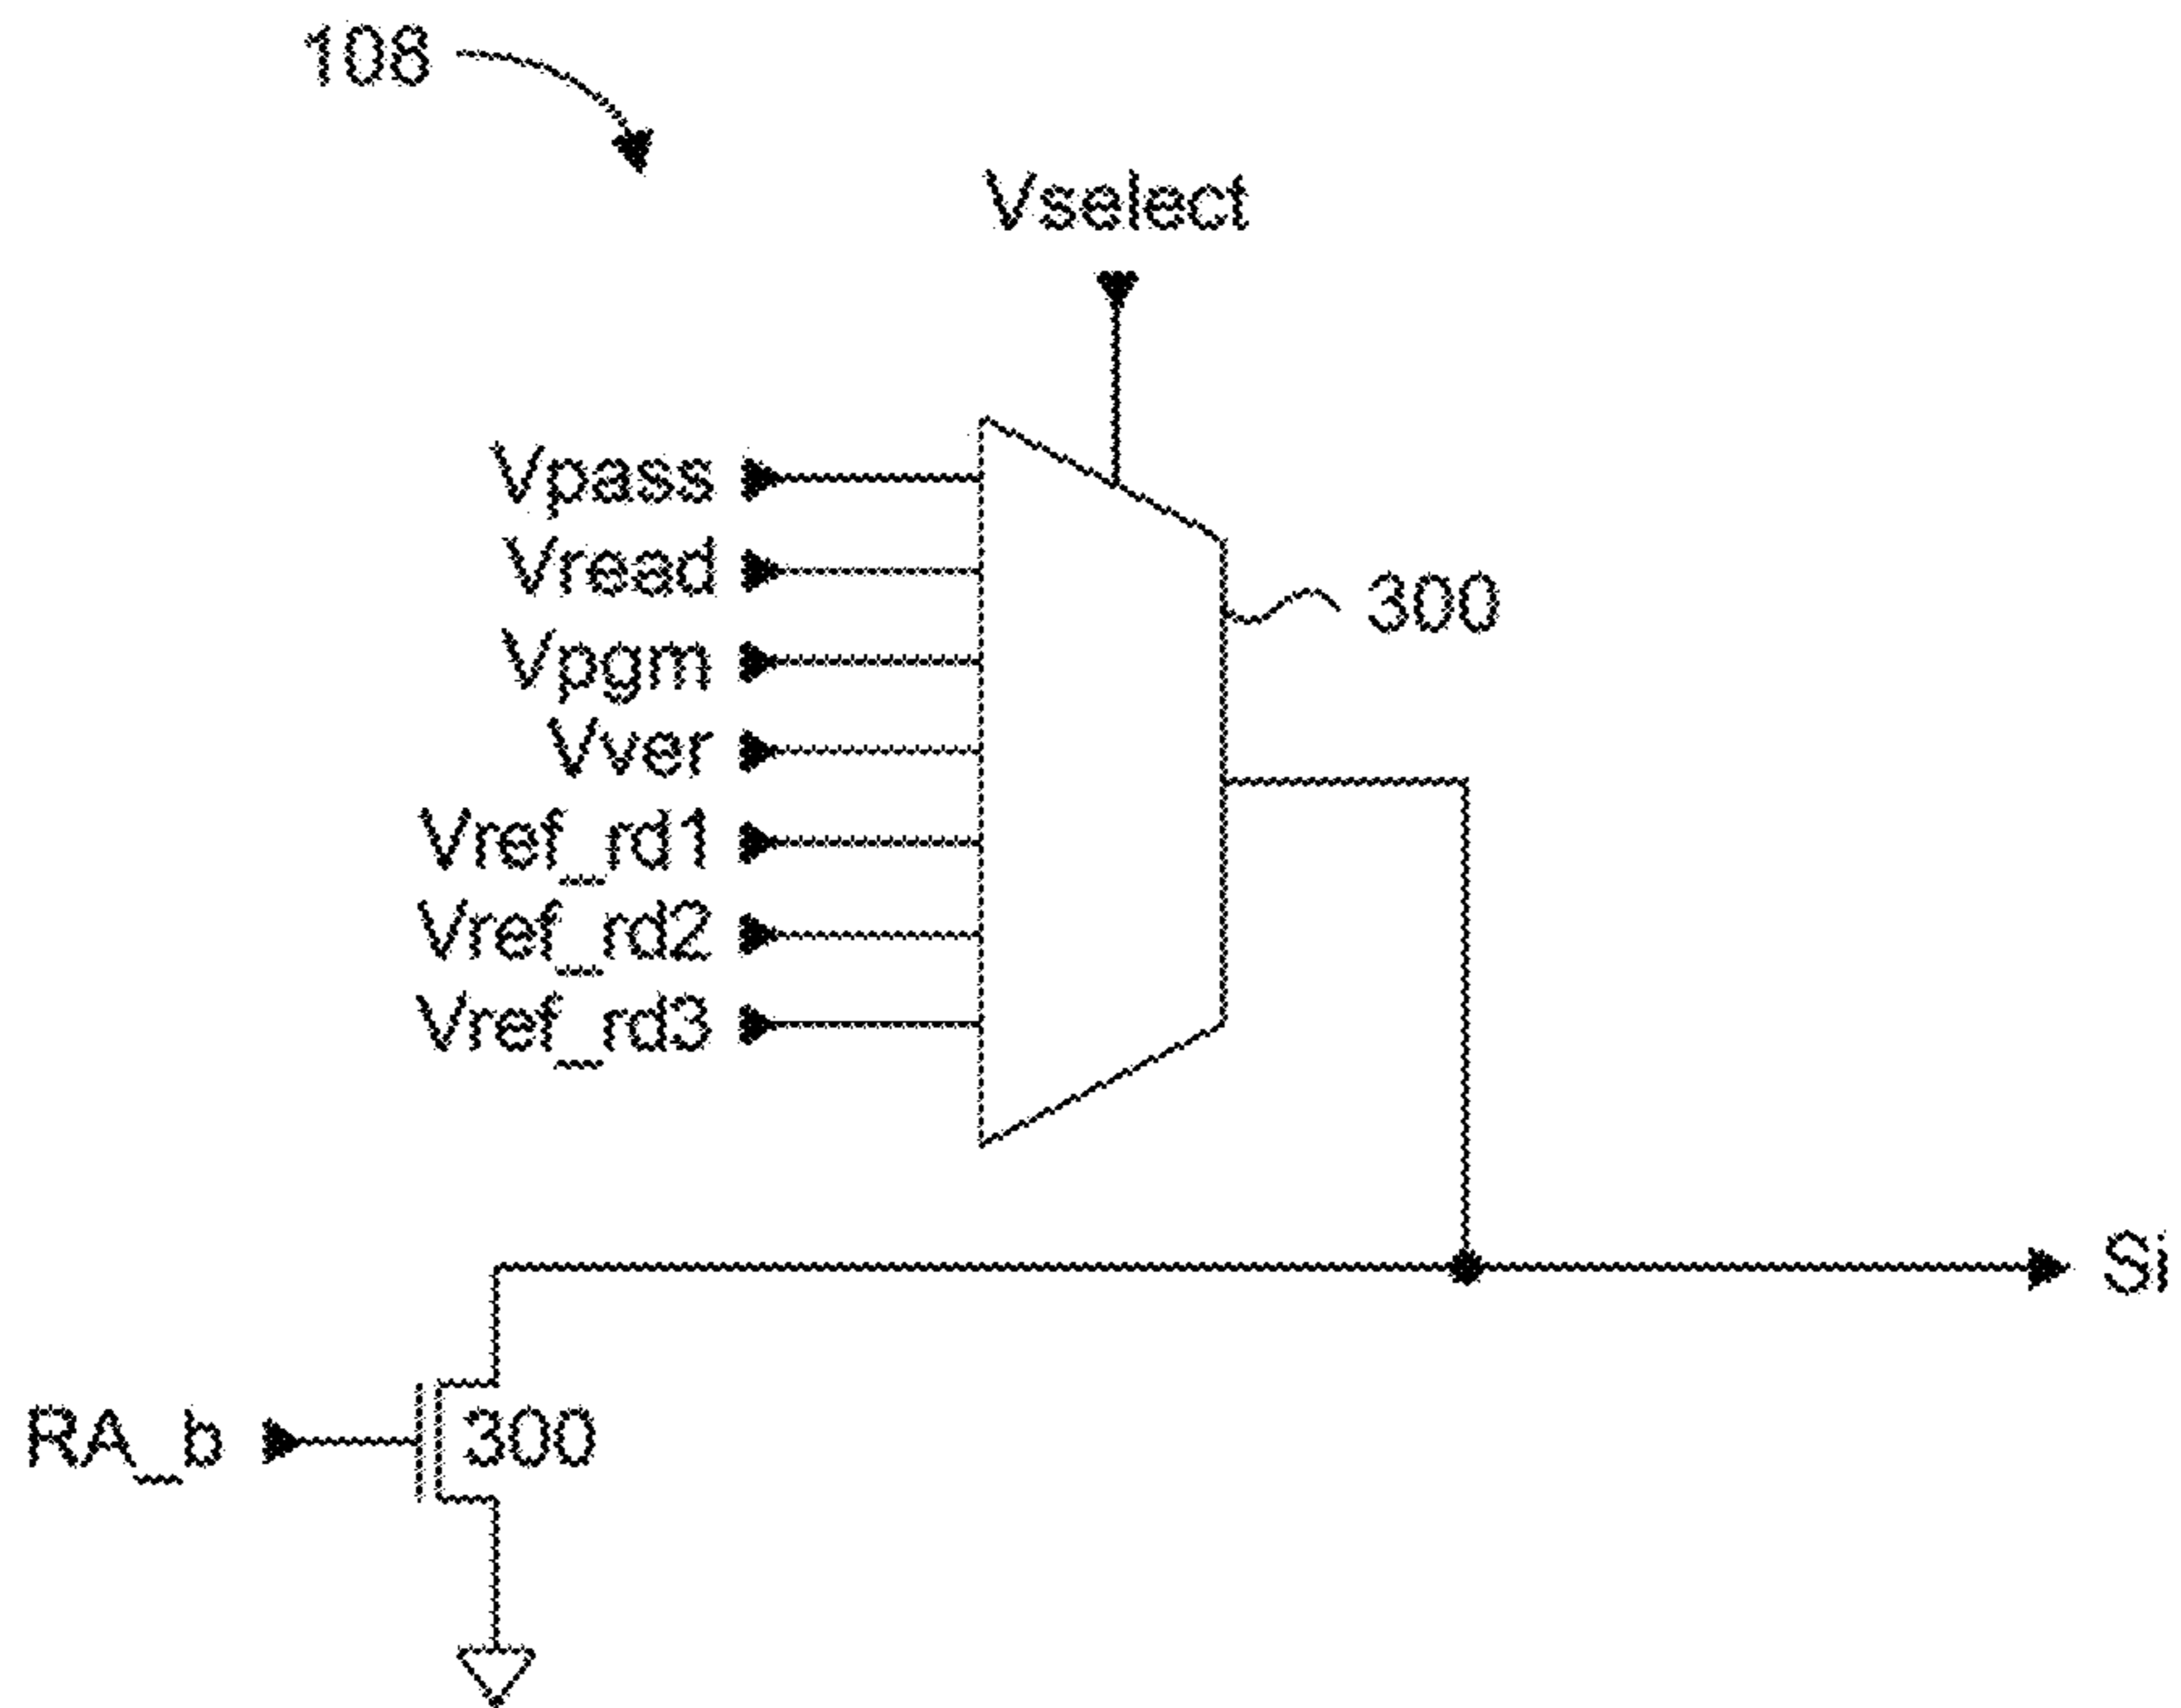 108
Vselect
Vpass
Vread
300
Vpgm
Vver
Vref_rd1
Vref_rd2
Vref_rd3
Si
RA_b
300